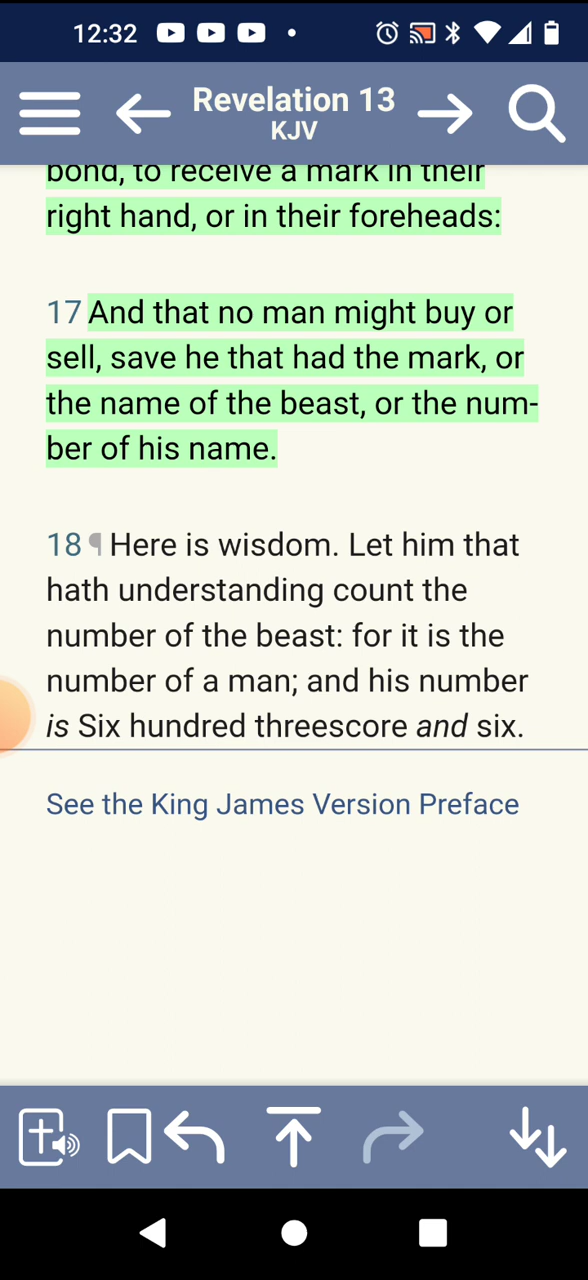 12:32
Revelation 13
KJV
bond, to receive a mark in their
right hand, or in their foreheads:
17 And that no man might buy or
sell, save he that had the mark, or
the name of the beast, or the num-
ber of his name.
18 ¶ Here is wisdom. Let him that
hath understanding count the
number of the beast: for it is the
number of a man; and his number
is Six hundred threescore and six.
See the King James Version Preface